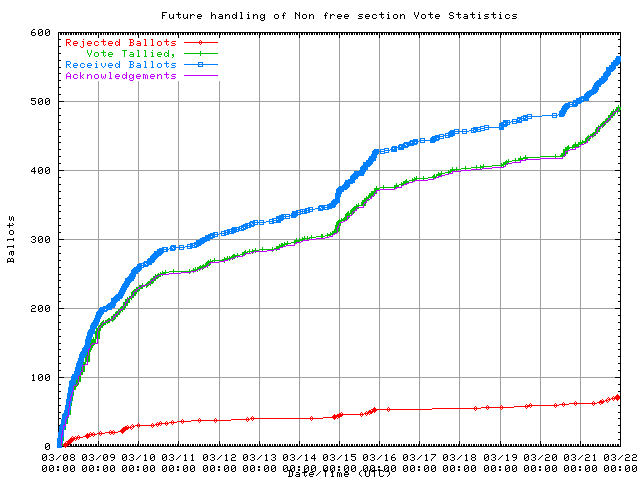 Future handling of Non free section Vote Statistics
600
500
400
300
200
100
0
Ballots
Rejected Ballots
Vote Tallied,
Received Ballots
Acknowledgements
03/08 03/09 03/10 03/11 03/12 03/13 03/14 03/15 03/16 03/17 03/18 03/19 03/20 03/21 03/22
00:00 00:00 00:00 00:00 00:00 00:00 00:00 00:00 00:00 00:00 00:00 00:00 00:00 00:00 00:00
Date/Time (UTC)